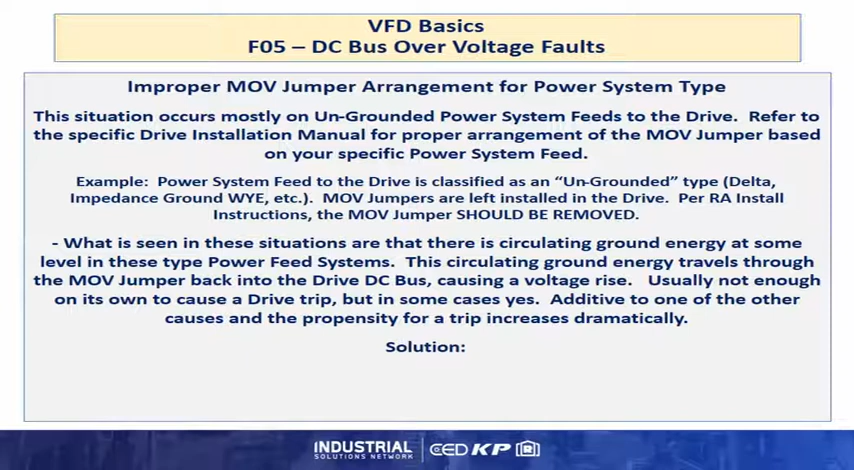 VFD Basics
F05 – DC Bus Over Voltage Faults
Improper MOV Jumper Arrangement for Power System Type
This situation occurs mostly on Un-Grounded Power System Feeds to the Drive. Refer to
the specific Drive Installation Manual for proper arrangement of the MOV Jumper based
on your specific Power System Feed.
Example: Power System Feed to the Drive is classified as an “Un-Grounded” type (Delta,
Impedance Ground WYE, etc.). MOV Jumpers are left installed in the Drive. Per RA Install
Instructions, the MOV Jumper SHOULD BE REMOVED.
- What is seen in these situations are that there is circulating ground energy at some
level in these type Power Feed Systems. This circulating ground energy travels through
the MOV Jumper back into the Drive DC Bus, causing a voltage rise. Usually not enough
on its own to cause a Drive trip, but in some cases yes. Additive to one of the other
causes and the propensity for a trip increases dramatically.
Solution:
INDUSTRIAL
SOLUTIONS NETWORK
CED KP R